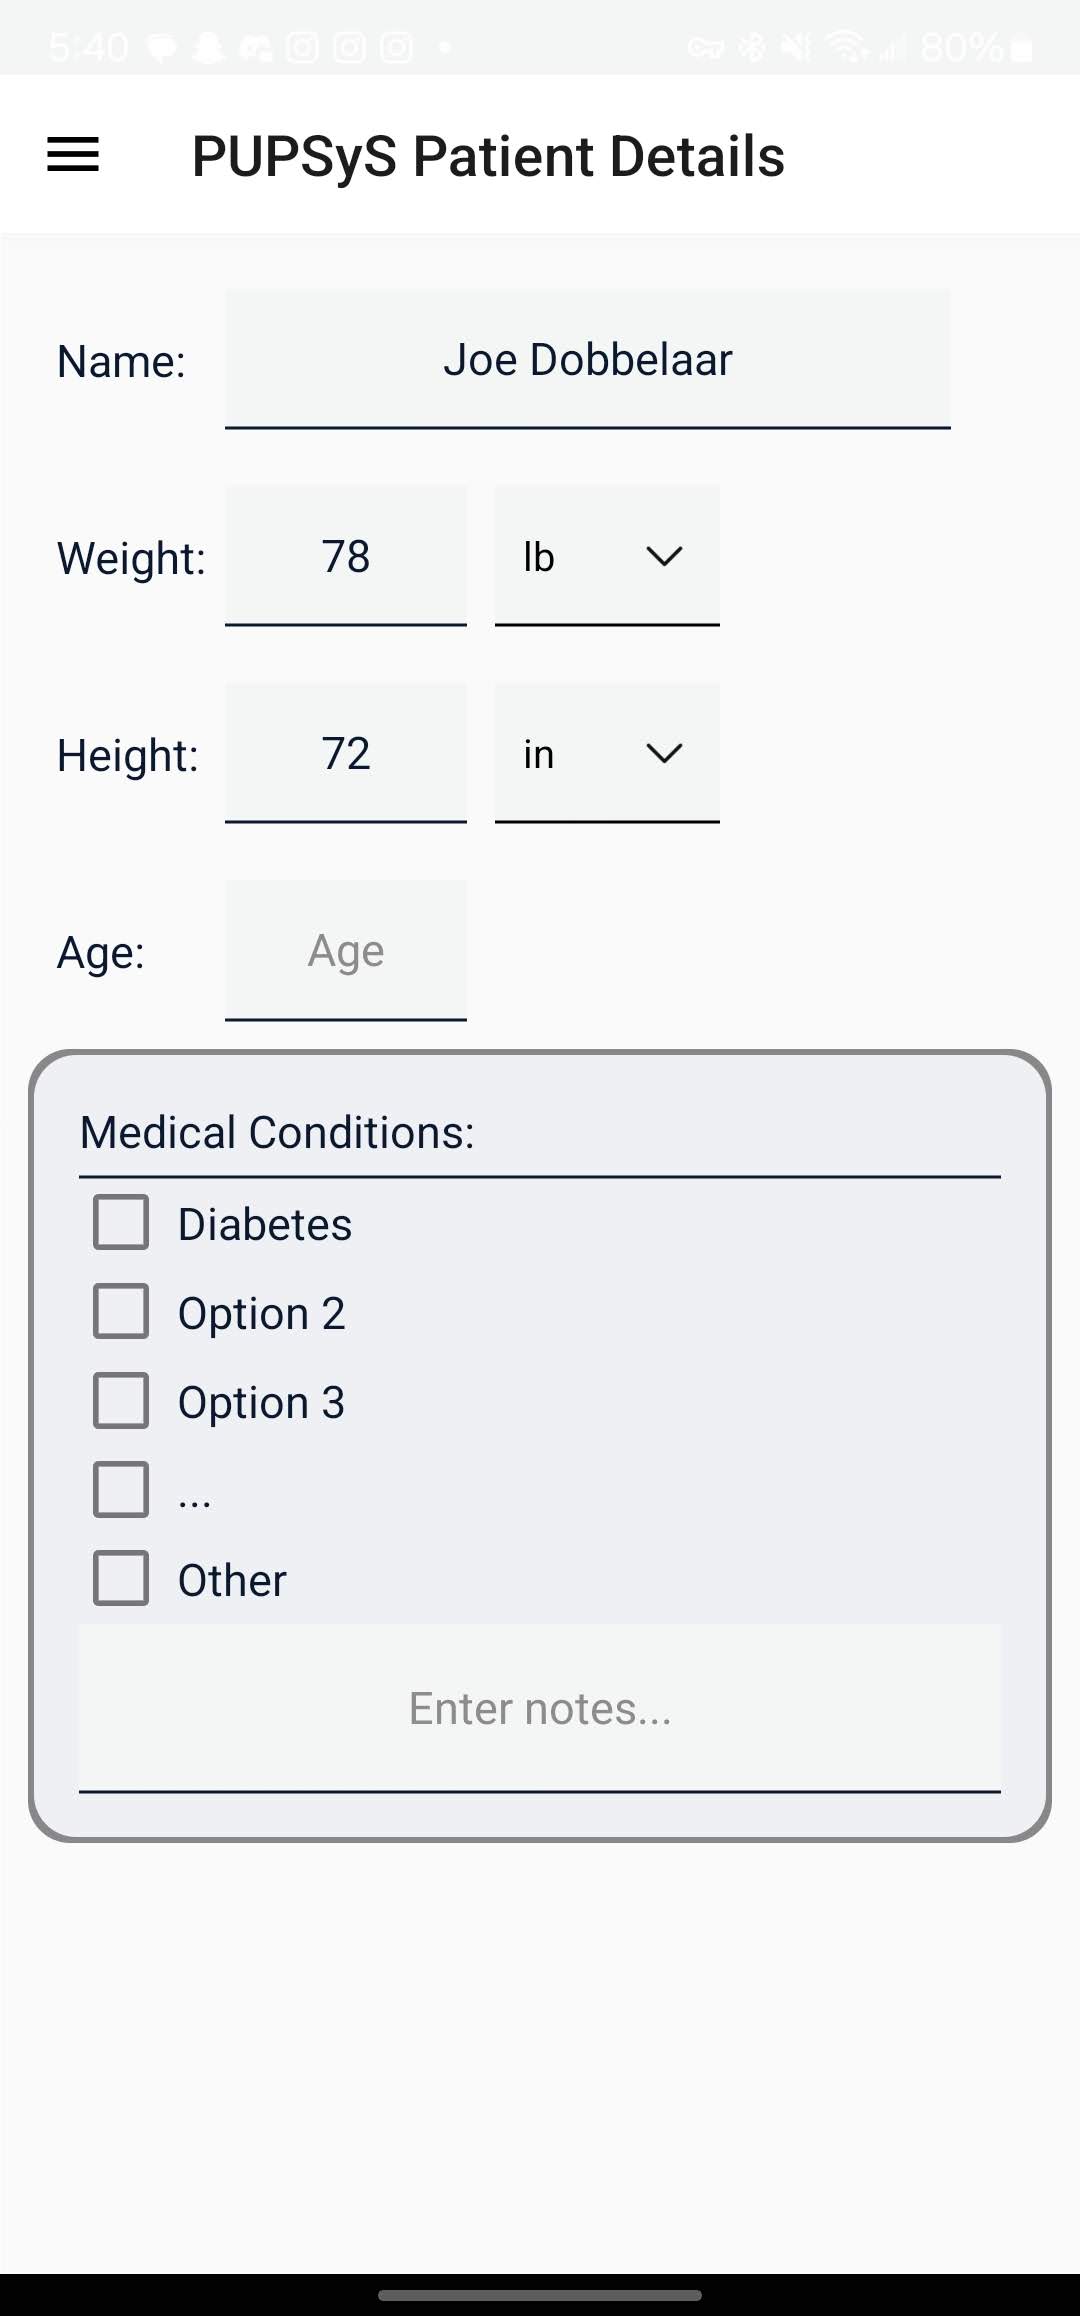 5:40 80%
PUPSyS Patient Details
Name: Joe Dobbelaar
Weight: 78 lb
Height: 72 in
Age: Age
Medical Conditions:
Diabetes
Option 2
Option 3
...
Other
Enter notes...